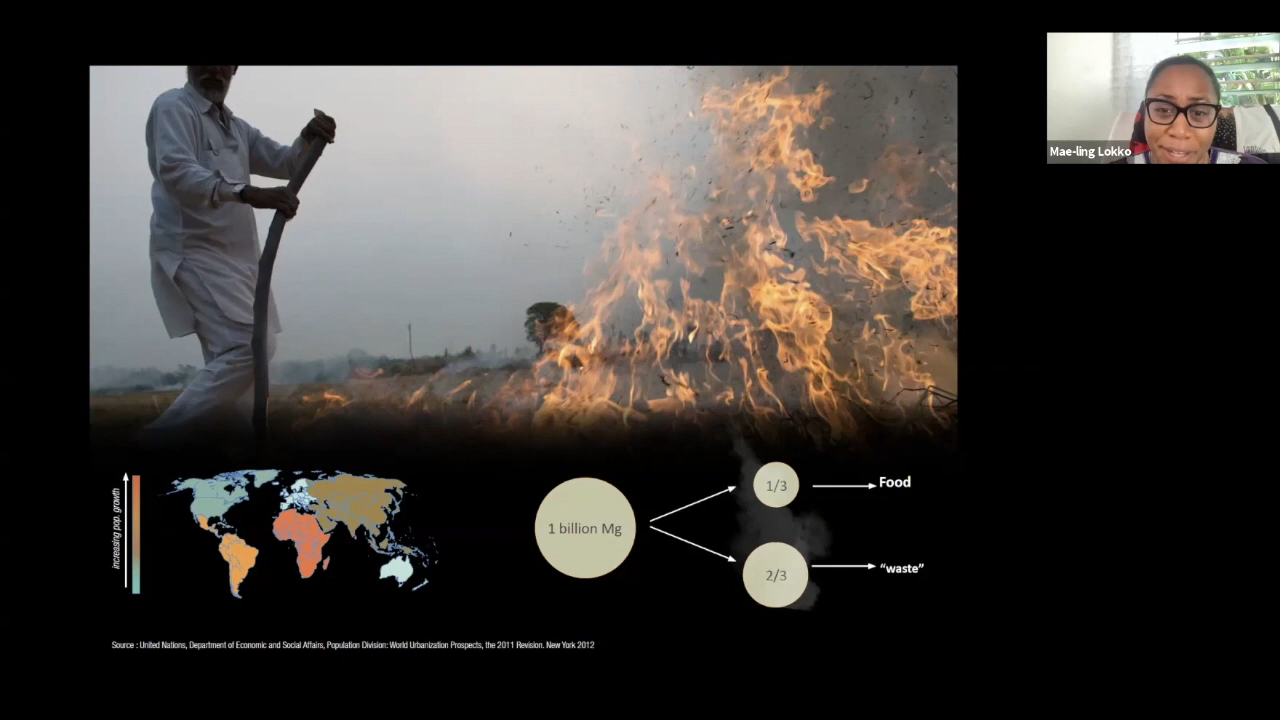 Mae-ling Lokko
increasing pop. growth
1 billion Mg
1/3
Food
2/3
“waste”
Source : United Nations, Department of Economic and Social Affairs, Population Division: World Urbanization Prospects, the 2011 Revision. New York 2012